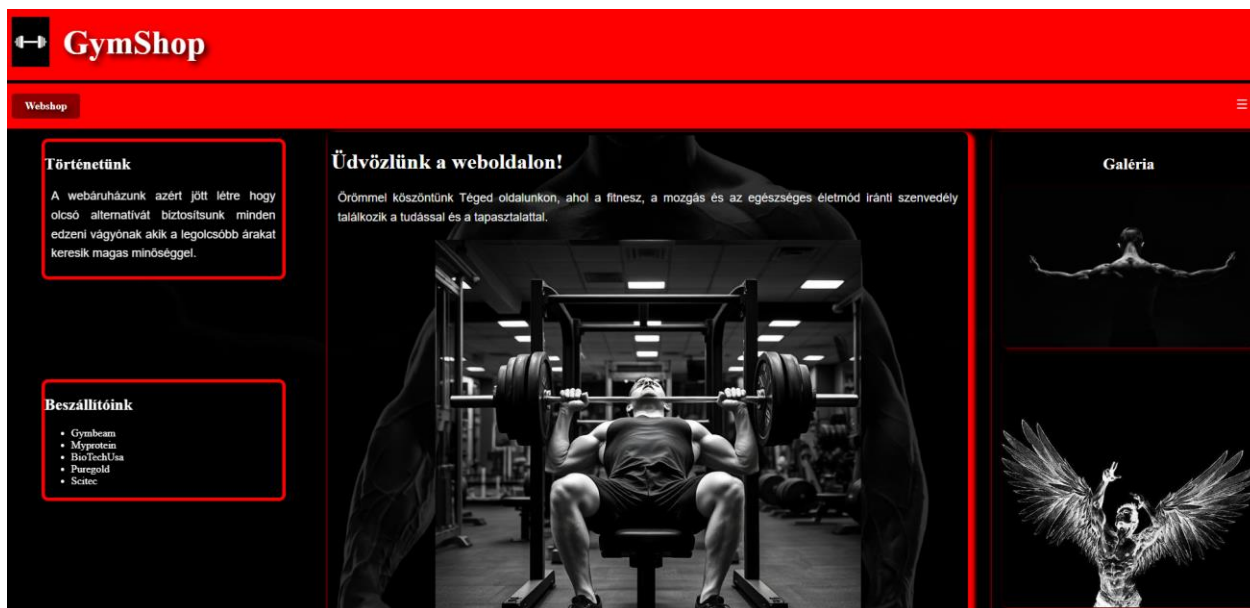 GymShop
Webshop
Történetünk
A webáruházunk azért jött létre hogy
olcsó alternatívát biztosítsunk minden
edzeni vágyónak akik a legolcsóbb árakat
keresik magas minőséggel.
Beszállítóink
Gymbeam
Myprotein
BioTechUsa
Puregold
Scitec
Üdvözlünk a weboldalon!
Örömmel köszöntünk Téged oldalunkon, ahol a fitnesz, a mozgás és az egészséges életmód iránti szenvedély
találkozik a tudással és a tapasztalattal.
Galéria